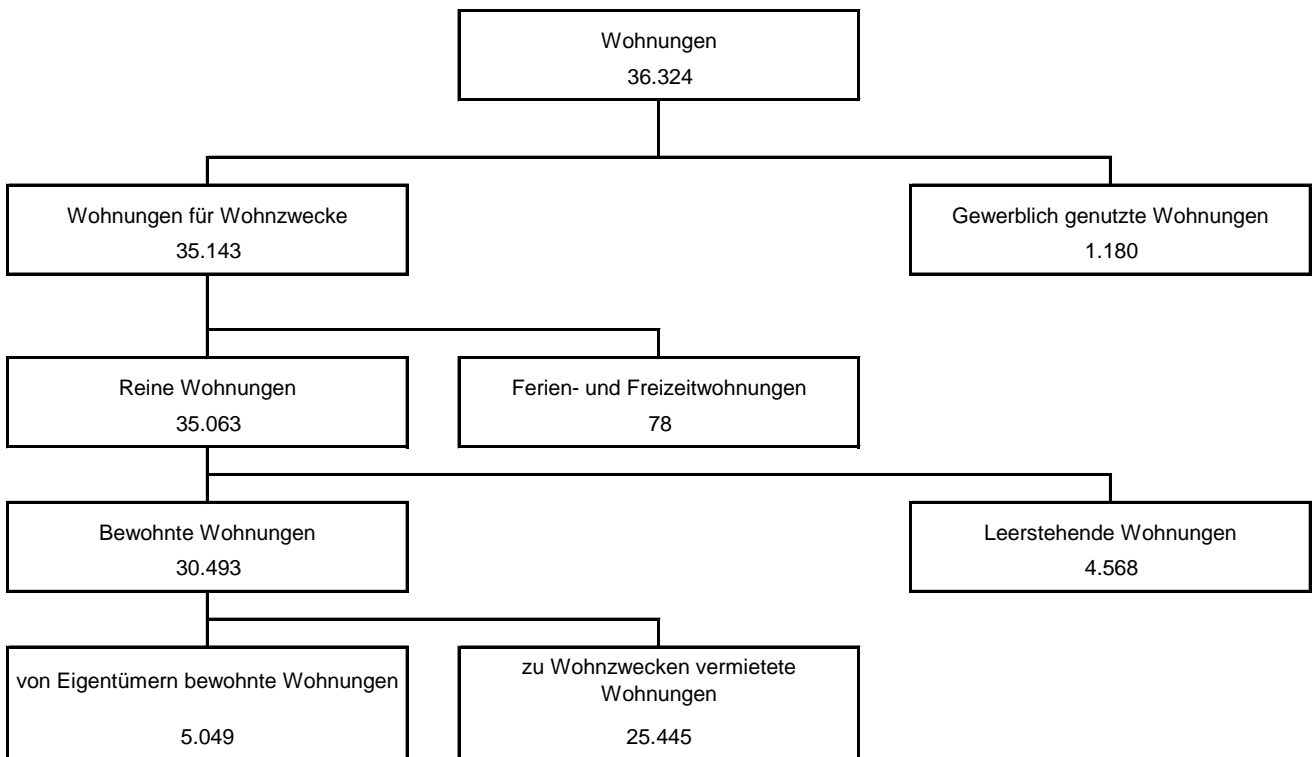 Wohnungen
36.324
Wohnungen für Wohnzwecke
35.143
Gewerblich genutzte Wohnungen
1.180
Reine Wohnungen
35.063
Ferien- und Freizeitwohnungen
78
Bewohnte Wohnungen
30.493
Leerstehende Wohnungen
4.568
von Eigentümern bewohnte Wohnungen
5.049
zu Wohnzwecken vermietete
Wohnungen
25.445